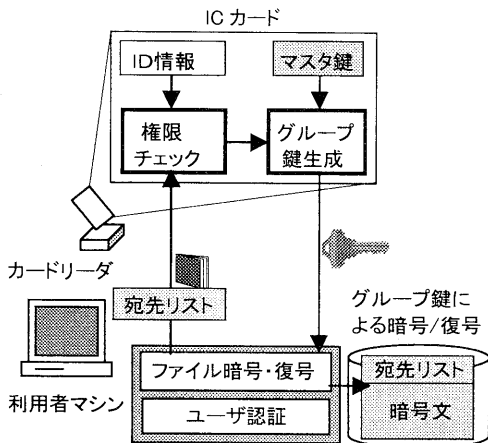 ICカード
ID情報
マスタ鍵
権限
チェック
グループ
鍵生成
カードリーダ
宛先リスト
グループ鍵に
よる暗号/復号
利用者マシン
ファイル暗号・復号
ユーザ認証
宛先リスト
暗号文